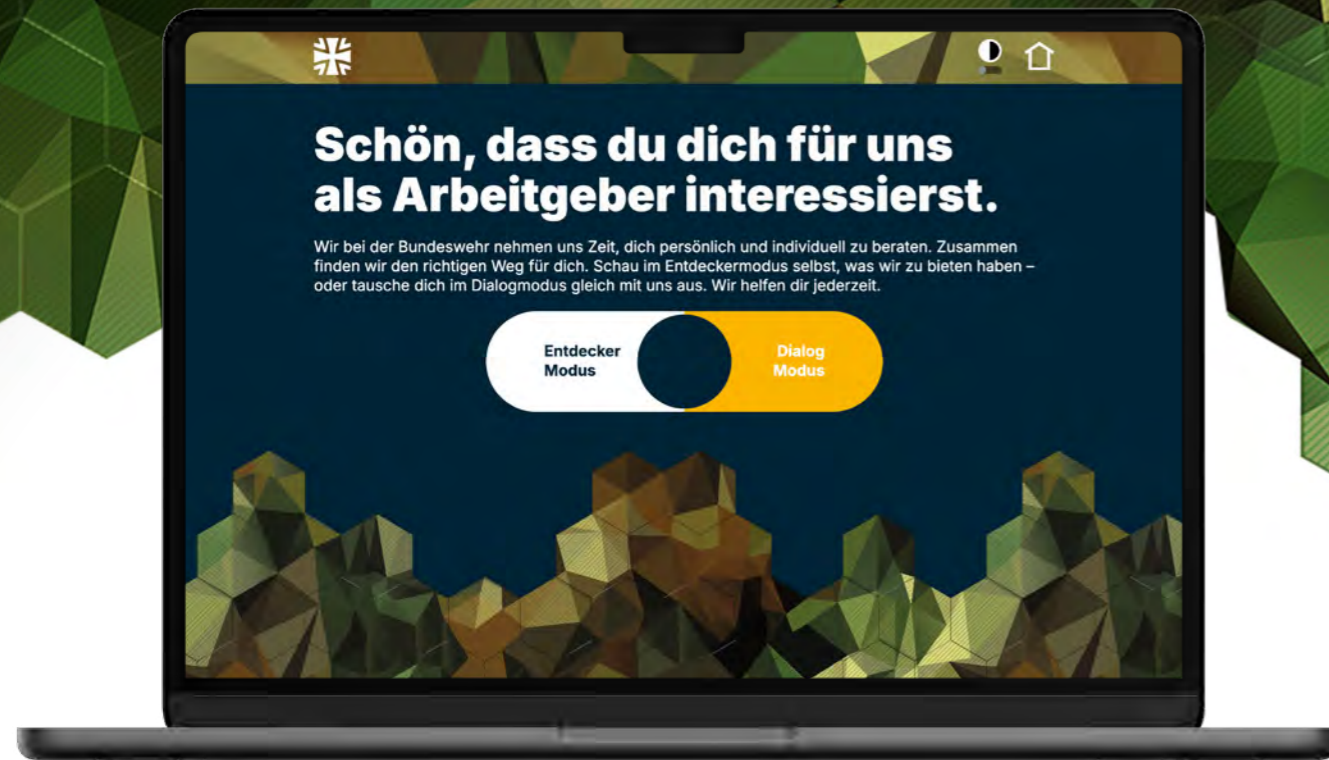 Schön, dass du dich für uns
als Arbeitgeber interessierst.
Wir bei der Bundeswehr nehmen uns Zeit, dich persönlich und individuell zu beraten. Zusammen
finden wir den richtigen Weg für dich. Schau im Entdeckermodus selbst, was wir zu bieten haben –
oder tausche dich im Dialogmodus gleich mit uns aus. Wir helfen dir jederzeit.
Entdecker
Modus
Dialog
Modus